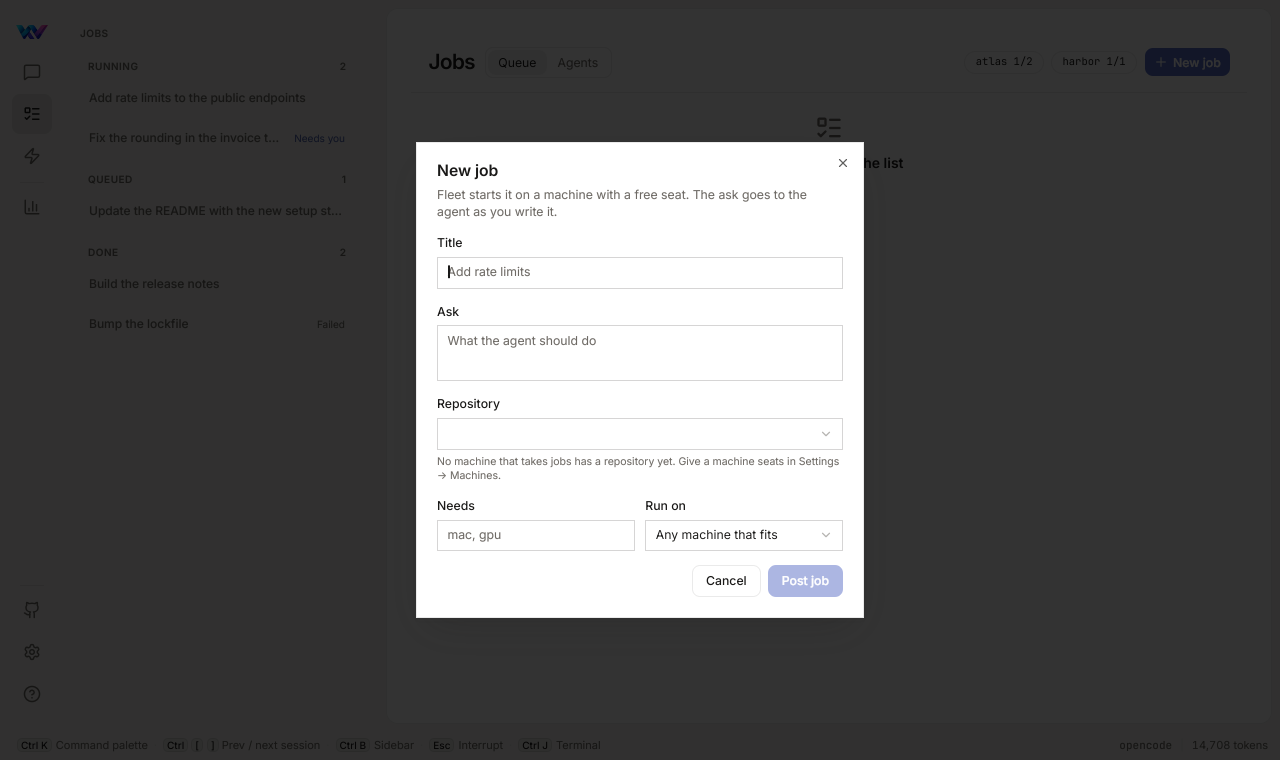 JOBS
RUNNING 2
Add rate limits to the public endpoints
Fix the rounding in the invoice t... Needs you
QUEUED 1
Update the README with the new setup st...
DONE 2
Build the release notes
Bump the lockfile Failed
Jobs Queue Agents atlas 1/2 harbor 1/1 + New job
he list
New job
Fleet starts it on a machine with a free seat. The ask goes to the
agent as you write it.
Title
Add rate limits
Ask
What the agent should do
Repository
No machine that takes jobs has a repository yet. Give a machine seats in Settings
→ Machines.
Needs Run on
mac, gpu Any machine that fits
Cancel Post job
Ctrl K Command palette Ctrl [ ] Prev / next session Ctrl B Sidebar Esc Interrupt Ctrl J Terminal opencode 14,708 tokens